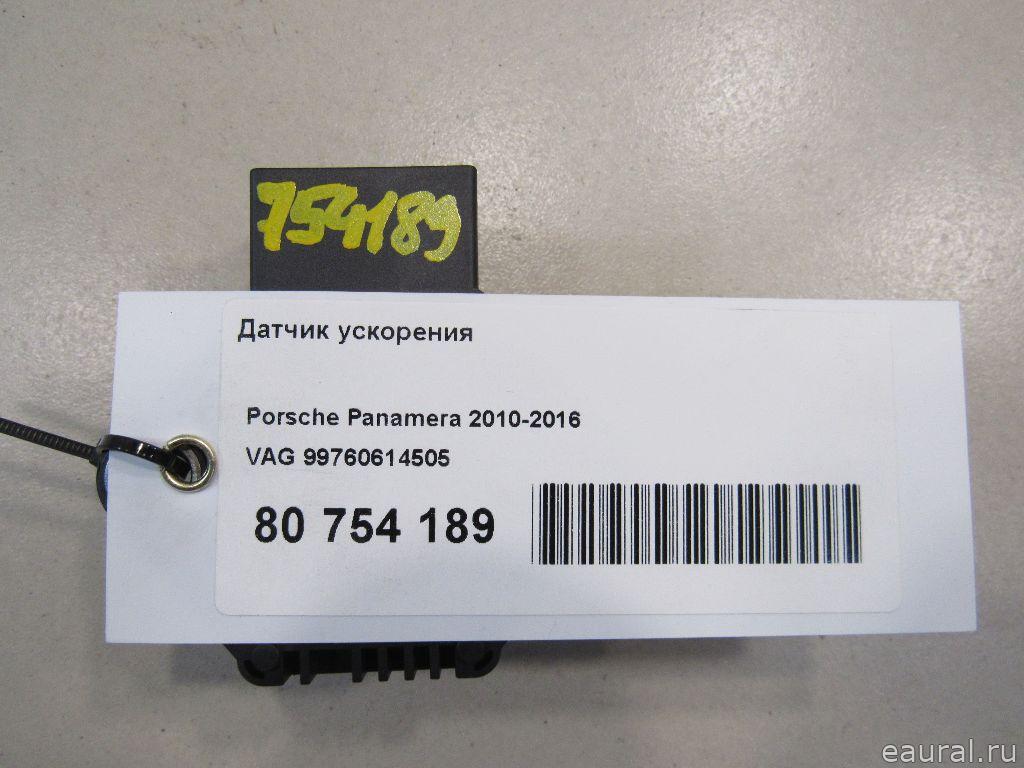 754189
Датчик ускорения
Porsche Panamera 2010-2016
VAG 99760614505
80 754 189
eaural.ru